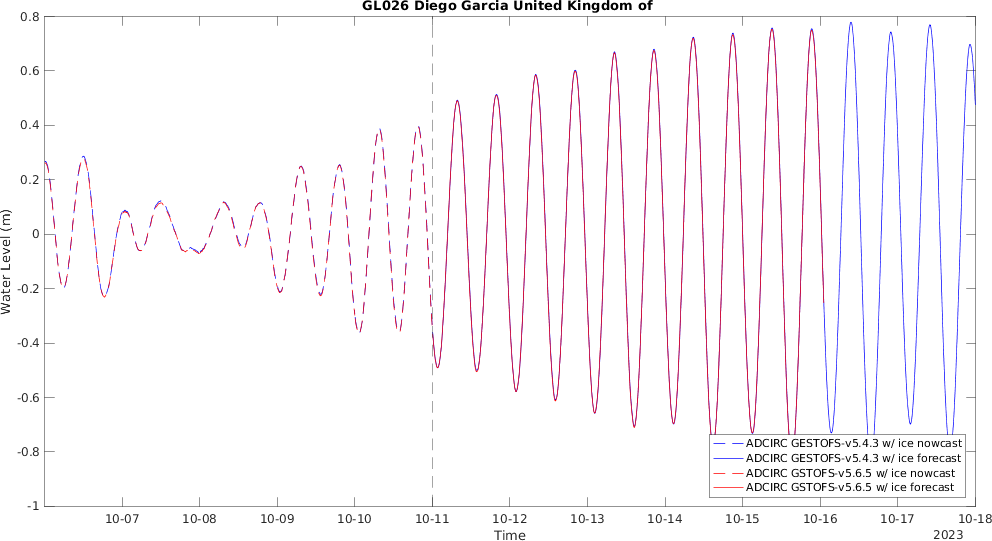 GL026 Diego Garcia United Kingdom of
0.8
0.6
0.4
0.2
0
-0.2
-0.4
-0.6
-0.8
-1
Water Level (m)
ADCIRC GESTOFS-v5.4.3 w/ ice nowcast
ADCIRC GESTOFS-v5.4.3 w/ ice forecast
ADCIRC GSTOFS-v5.6.5 w/ ice nowcast
ADCIRC GSTOFS-v5.6.5 w/ ice forecast
10-07 10-08 10-09 10-10 10-11 10-12 10-13 10-14 10-15 10-16 10-17 10-18
Time
2023